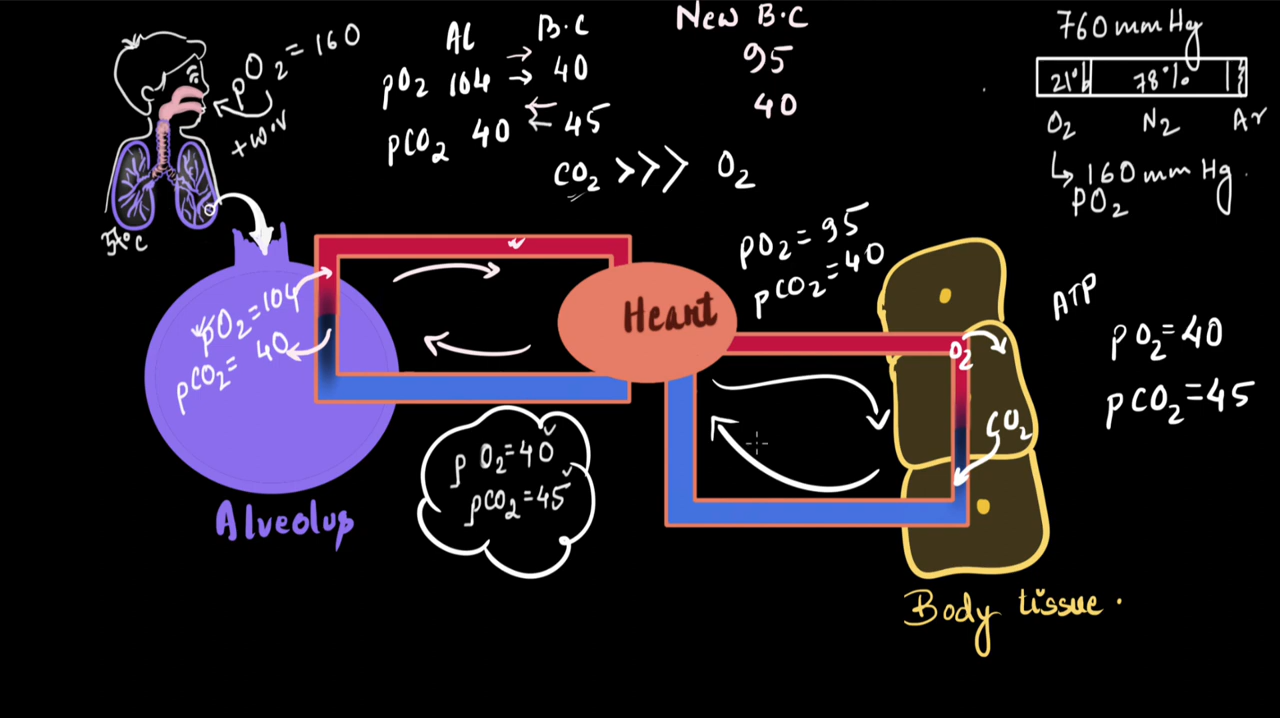 pO2 = 160
+ W.V
37°C
Al B.C
pO2 104 → 40
pCO2 40 ← 45
CO2 >>> O2
New B.C
95
40
760 mm Hg
21% 78%
O2 N2 Ar
↳ 160 mm Hg.
PO2
pO2 = 104
pCO2 = 40
Alveolus
Heart
pO2 = 40
pCO2 = 45
pO2 = 95
pCO2 = 40
O2
CO2
ATP
pO2 = 40
pCO2 = 45
Body tissue.